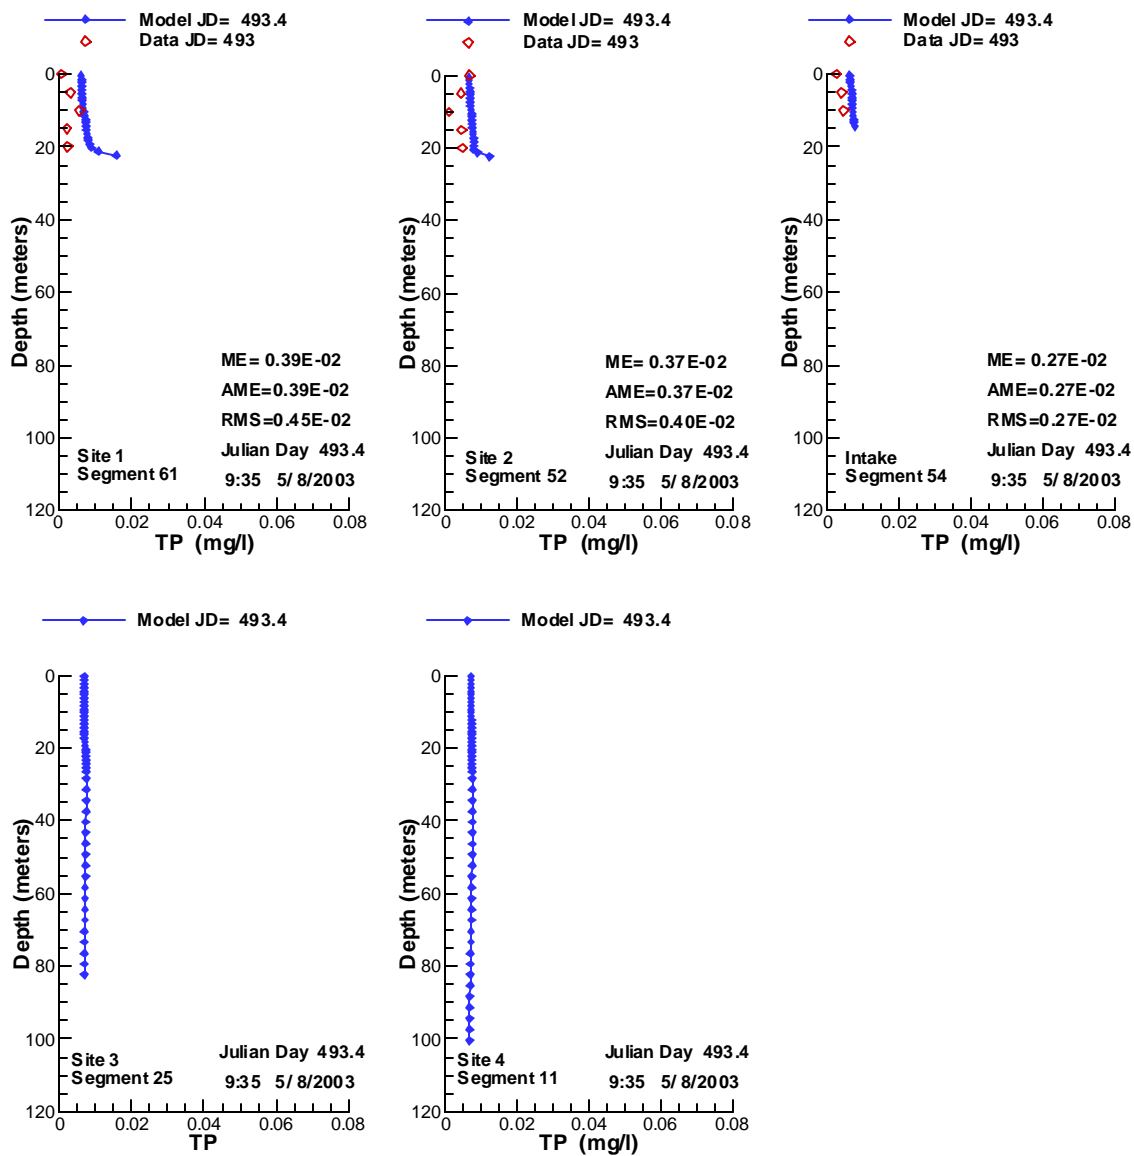 Model JD= 493.4
Data JD= 493
0
20
40
60
80
100
120
Depth (meters)
ME= 0.39E-02
AME=0.39E-02
RMS=0.45E-02
Julian Day 493.4
9:35 5/ 8/2003
Site 1
Segment 61
0 0.02 0.04 0.06 0.08
TP (mg/l)
Model JD= 493.4
Data JD= 493
0
20
40
60
80
100
120
Depth (meters)
ME= 0.37E-02
AME=0.37E-02
RMS=0.40E-02
Julian Day 493.4
9:35 5/ 8/2003
Site 2
Segment 52
0 0.02 0.04 0.06 0.08
TP (mg/l)
Model JD= 493.4
Data JD= 493
0
20
40
60
80
100
120
Depth (meters)
ME= 0.27E-02
AME=0.27E-02
RMS=0.27E-02
Julian Day 493.4
9:35 5/ 8/2003
Intake
Segment 54
0 0.02 0.04 0.06 0.08
TP (mg/l)
Model JD= 493.4
0
20
40
60
80
100
120
Depth (meters)
Site 3
Segment 25
Julian Day 493.4
9:35 5/ 8/2003
0 0.02 0.04 0.06 0.08
TP
Model JD= 493.4
0
20
40
60
80
100
120
Depth (meters)
Site 4
Segment 11
Julian Day 493.4
9:35 5/ 8/2003
0 0.02 0.04 0.06 0.08
TP (mg/l)